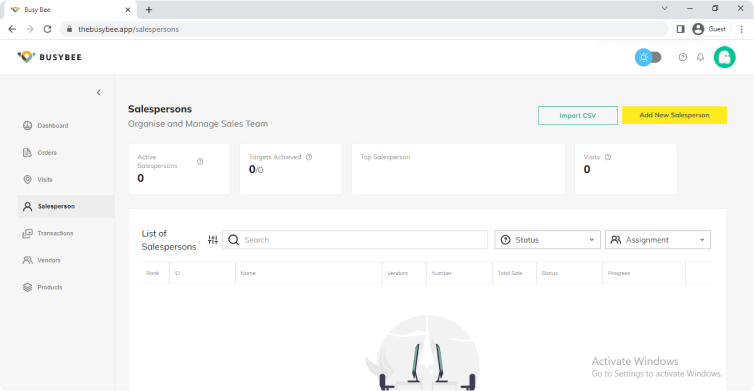 Busy Bee
thebusybee.app/salespersons
Guest
BUSYBEE
Salespersons
Organise and Manage Sales Team
Import CSV
Add New Salesperson
Dashboard
Orders
Visits
Salesperson
Transactions
Vendors
Products
Active
Salespersons
0
Targets Achieved
0/0
Top Salesperson
Visits
0
List of
Salespersons
Search
Status
Assignment
Rank
ID
Name
Vendors
Number
Total Sale
Status
Progress
Activate Windows
Go to Settings to activate Windows.